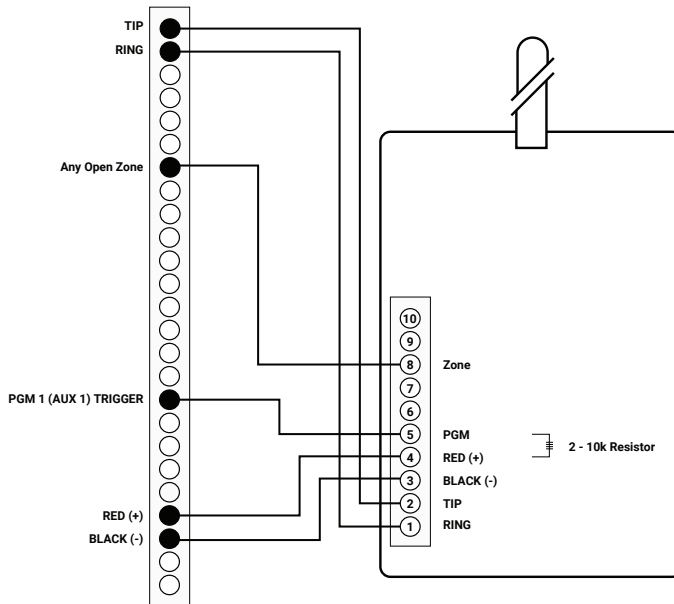 TIP
RING
Any Open Zone
PGM 1 (AUX 1) TRIGGER
RED (+)
BLACK (-)
10
9
8 Zone
7
6
5 PGM
4 RED (+)
3 BLACK (-)
2 TIP
1 RING
2 - 10k Resistor